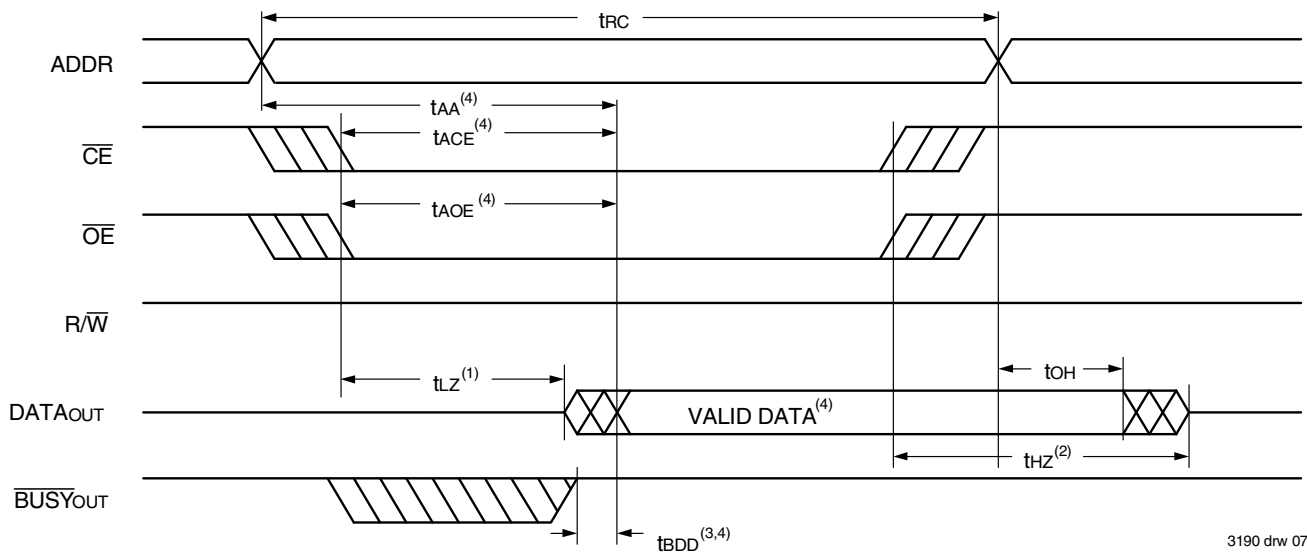 tRC
ADDR
tAA(4)
tACE(4)
CE
tAOE(4)
OE
R/W
tLZ(1)
tOH
DATAOUT
VALID DATA(4)
tHZ(2)
BUSYOUT
tBDD(3,4)
3190 drw 07